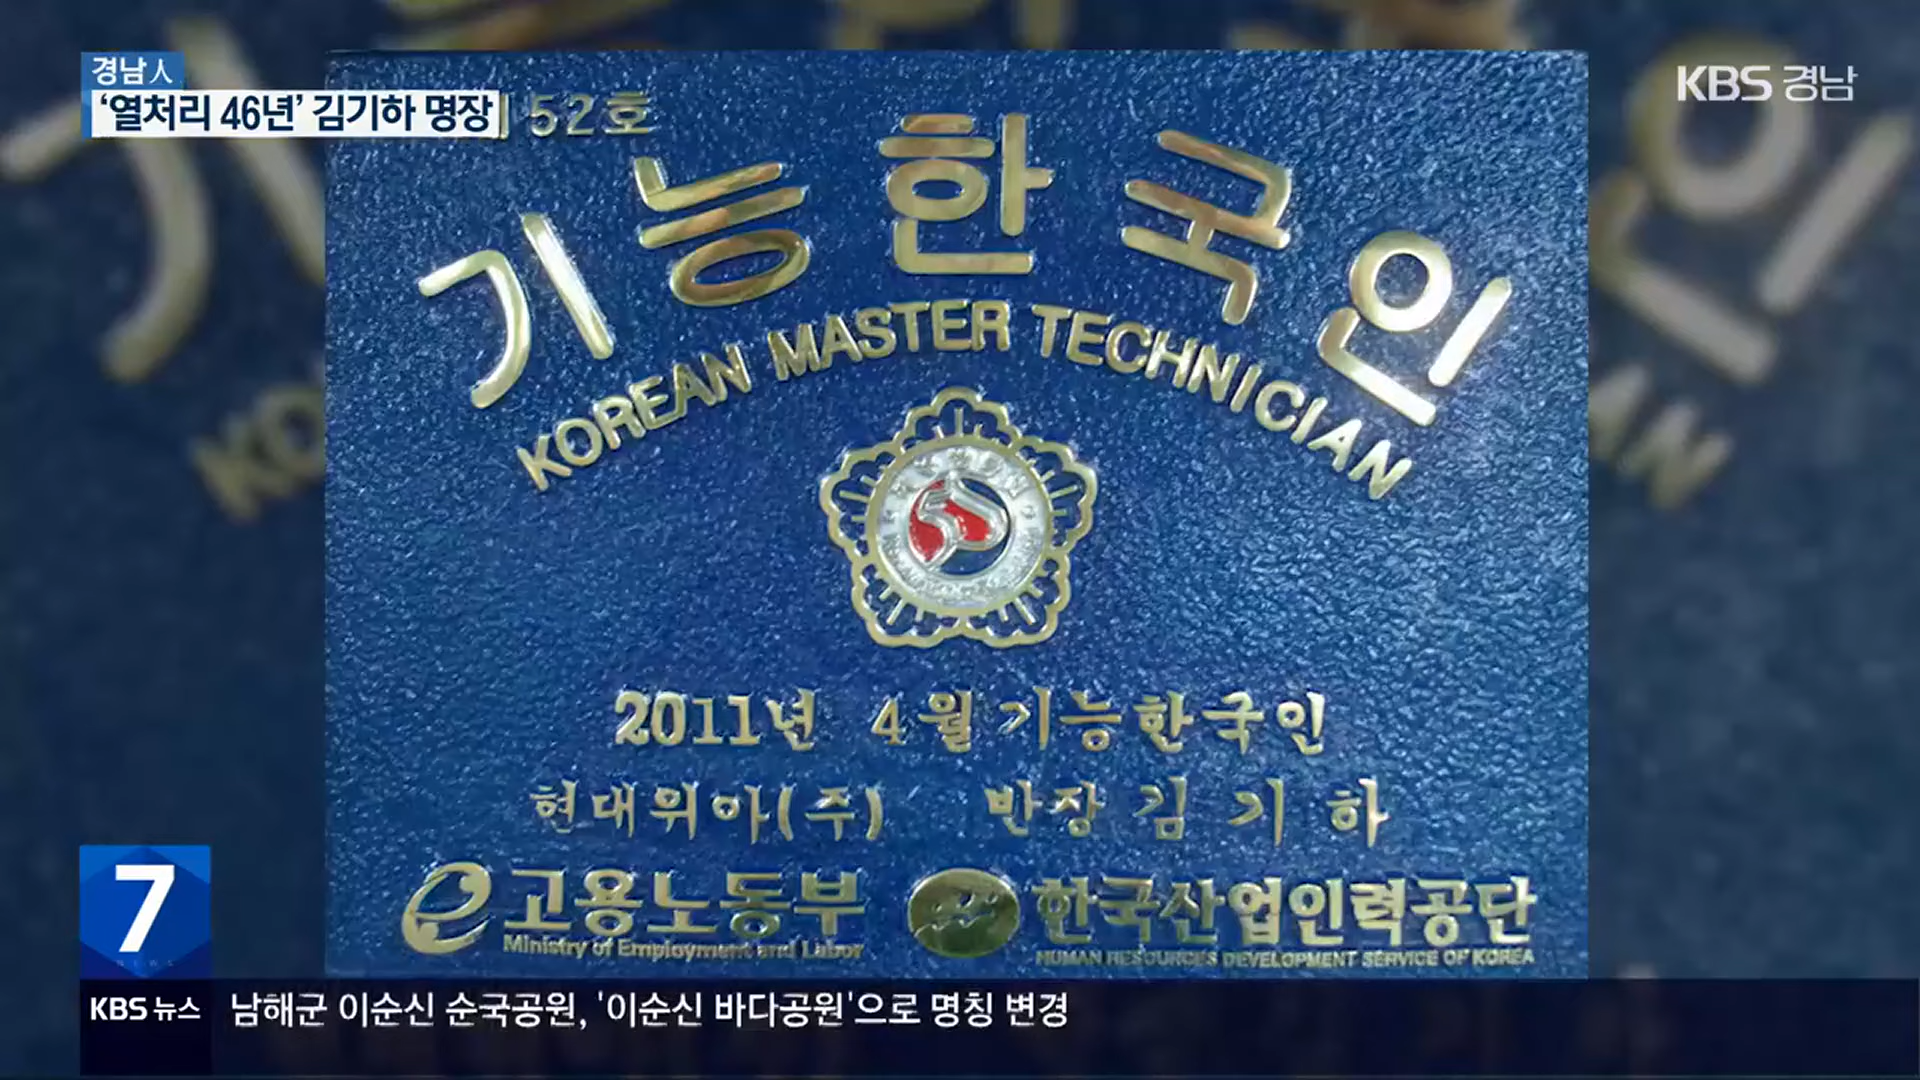 경남人
'열처리 46년' 김기하 명장
KBS 경남
52호
기능한국인
KOREAN MASTER TECHNICIAN
2011년 4월 기능한국인
현대위아(주) 반장 김기하
고용노동부
Ministry of Employment and Labor
한국산업인력공단
HUMAN RESOURCES DEVELOPMENT SERVICE OF KOREA
7
NEWS
KBS 뉴스
남해군 이순신 순국공원, '이순신 바다공원'으로 명칭 변경